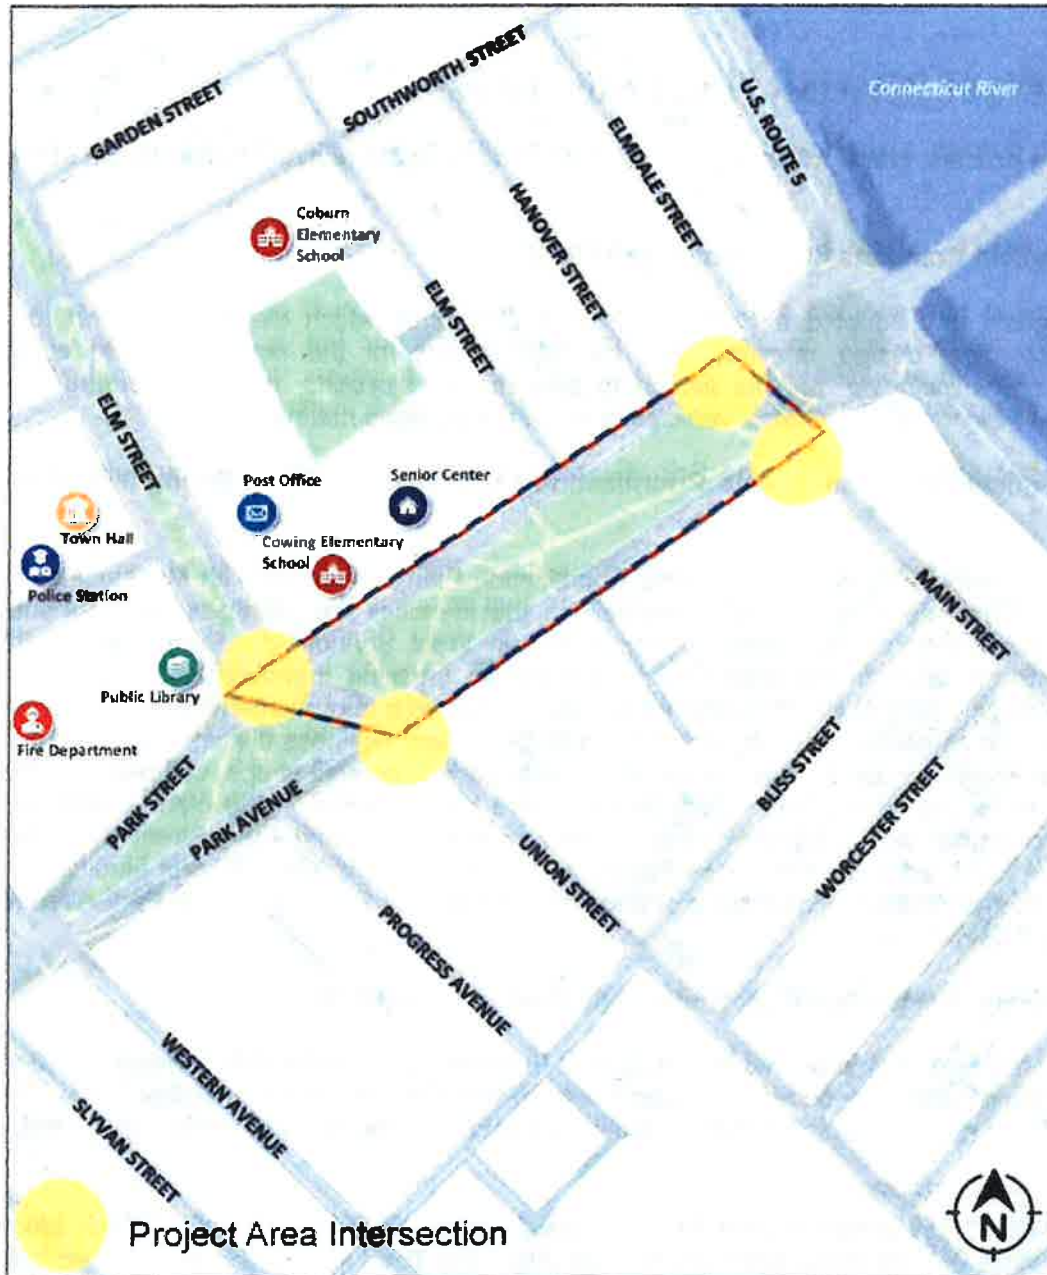 Connecticut River
U.S. ROUTE 5
SOUTHWORTH STREET
GARDEN STREET
ELMDALE STREET
HANOVER STREET
Coburn
Elementary
School
ELM STREET
ELM STREET
Post Office
Senior Center
Town Hall
Cowing Elementary
School
Police Station
Public Library
Fire Department
MAIN STREET
PARK STREET
PARK AVENUE
BLISS STREET
WORCESTER STREET
UNION STREET
PROGRESS AVENUE
WESTERN AVENUE
SLYVAN STREET
Project Area Intersection
N